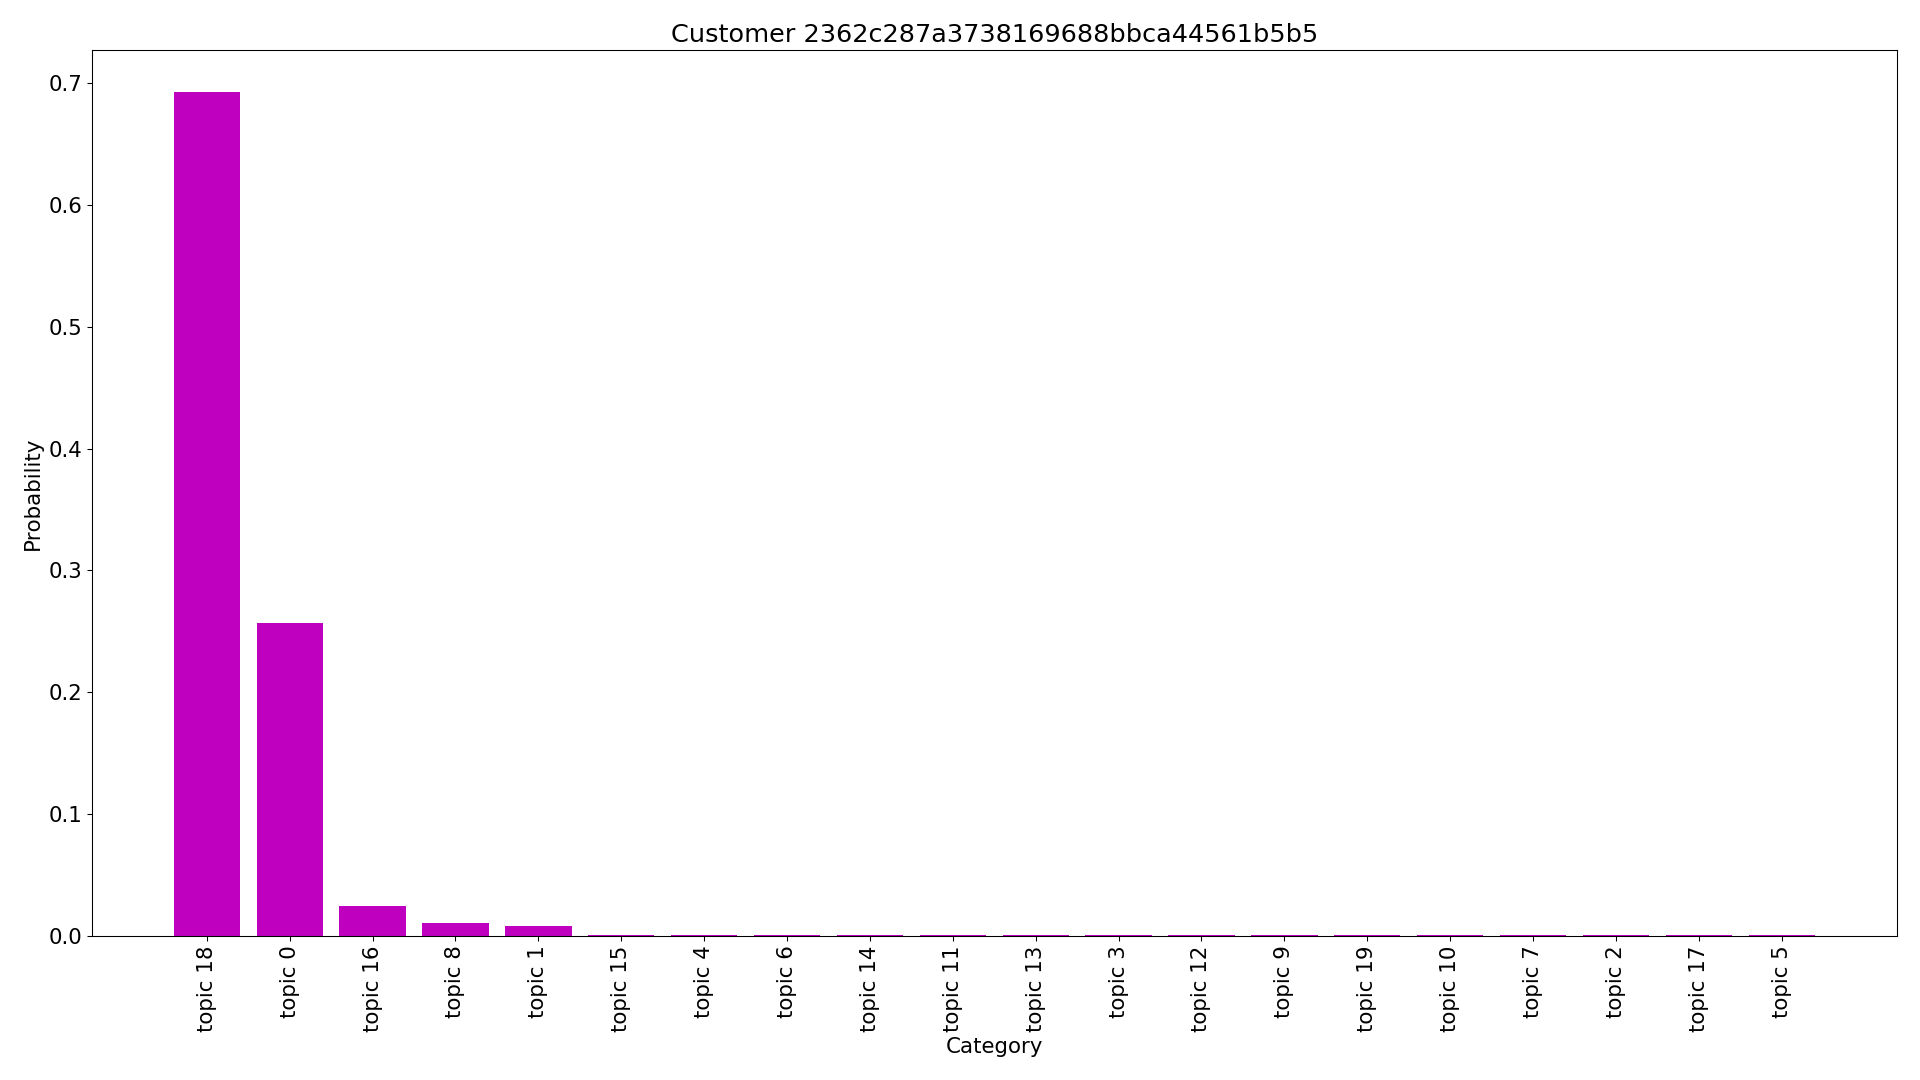 Customer 2362c287a3738169688bbca44561b5b5
Probability
0.7
0.6
0.5
0.4
0.3
0.2
0.1
0.0
topic 18
topic 0
topic 16
topic 8
topic 1
topic 15
topic 4
topic 6
topic 14
topic 11
topic 13
topic 3
topic 12
topic 9
topic 19
topic 10
topic 7
topic 2
topic 17
topic 5
Category